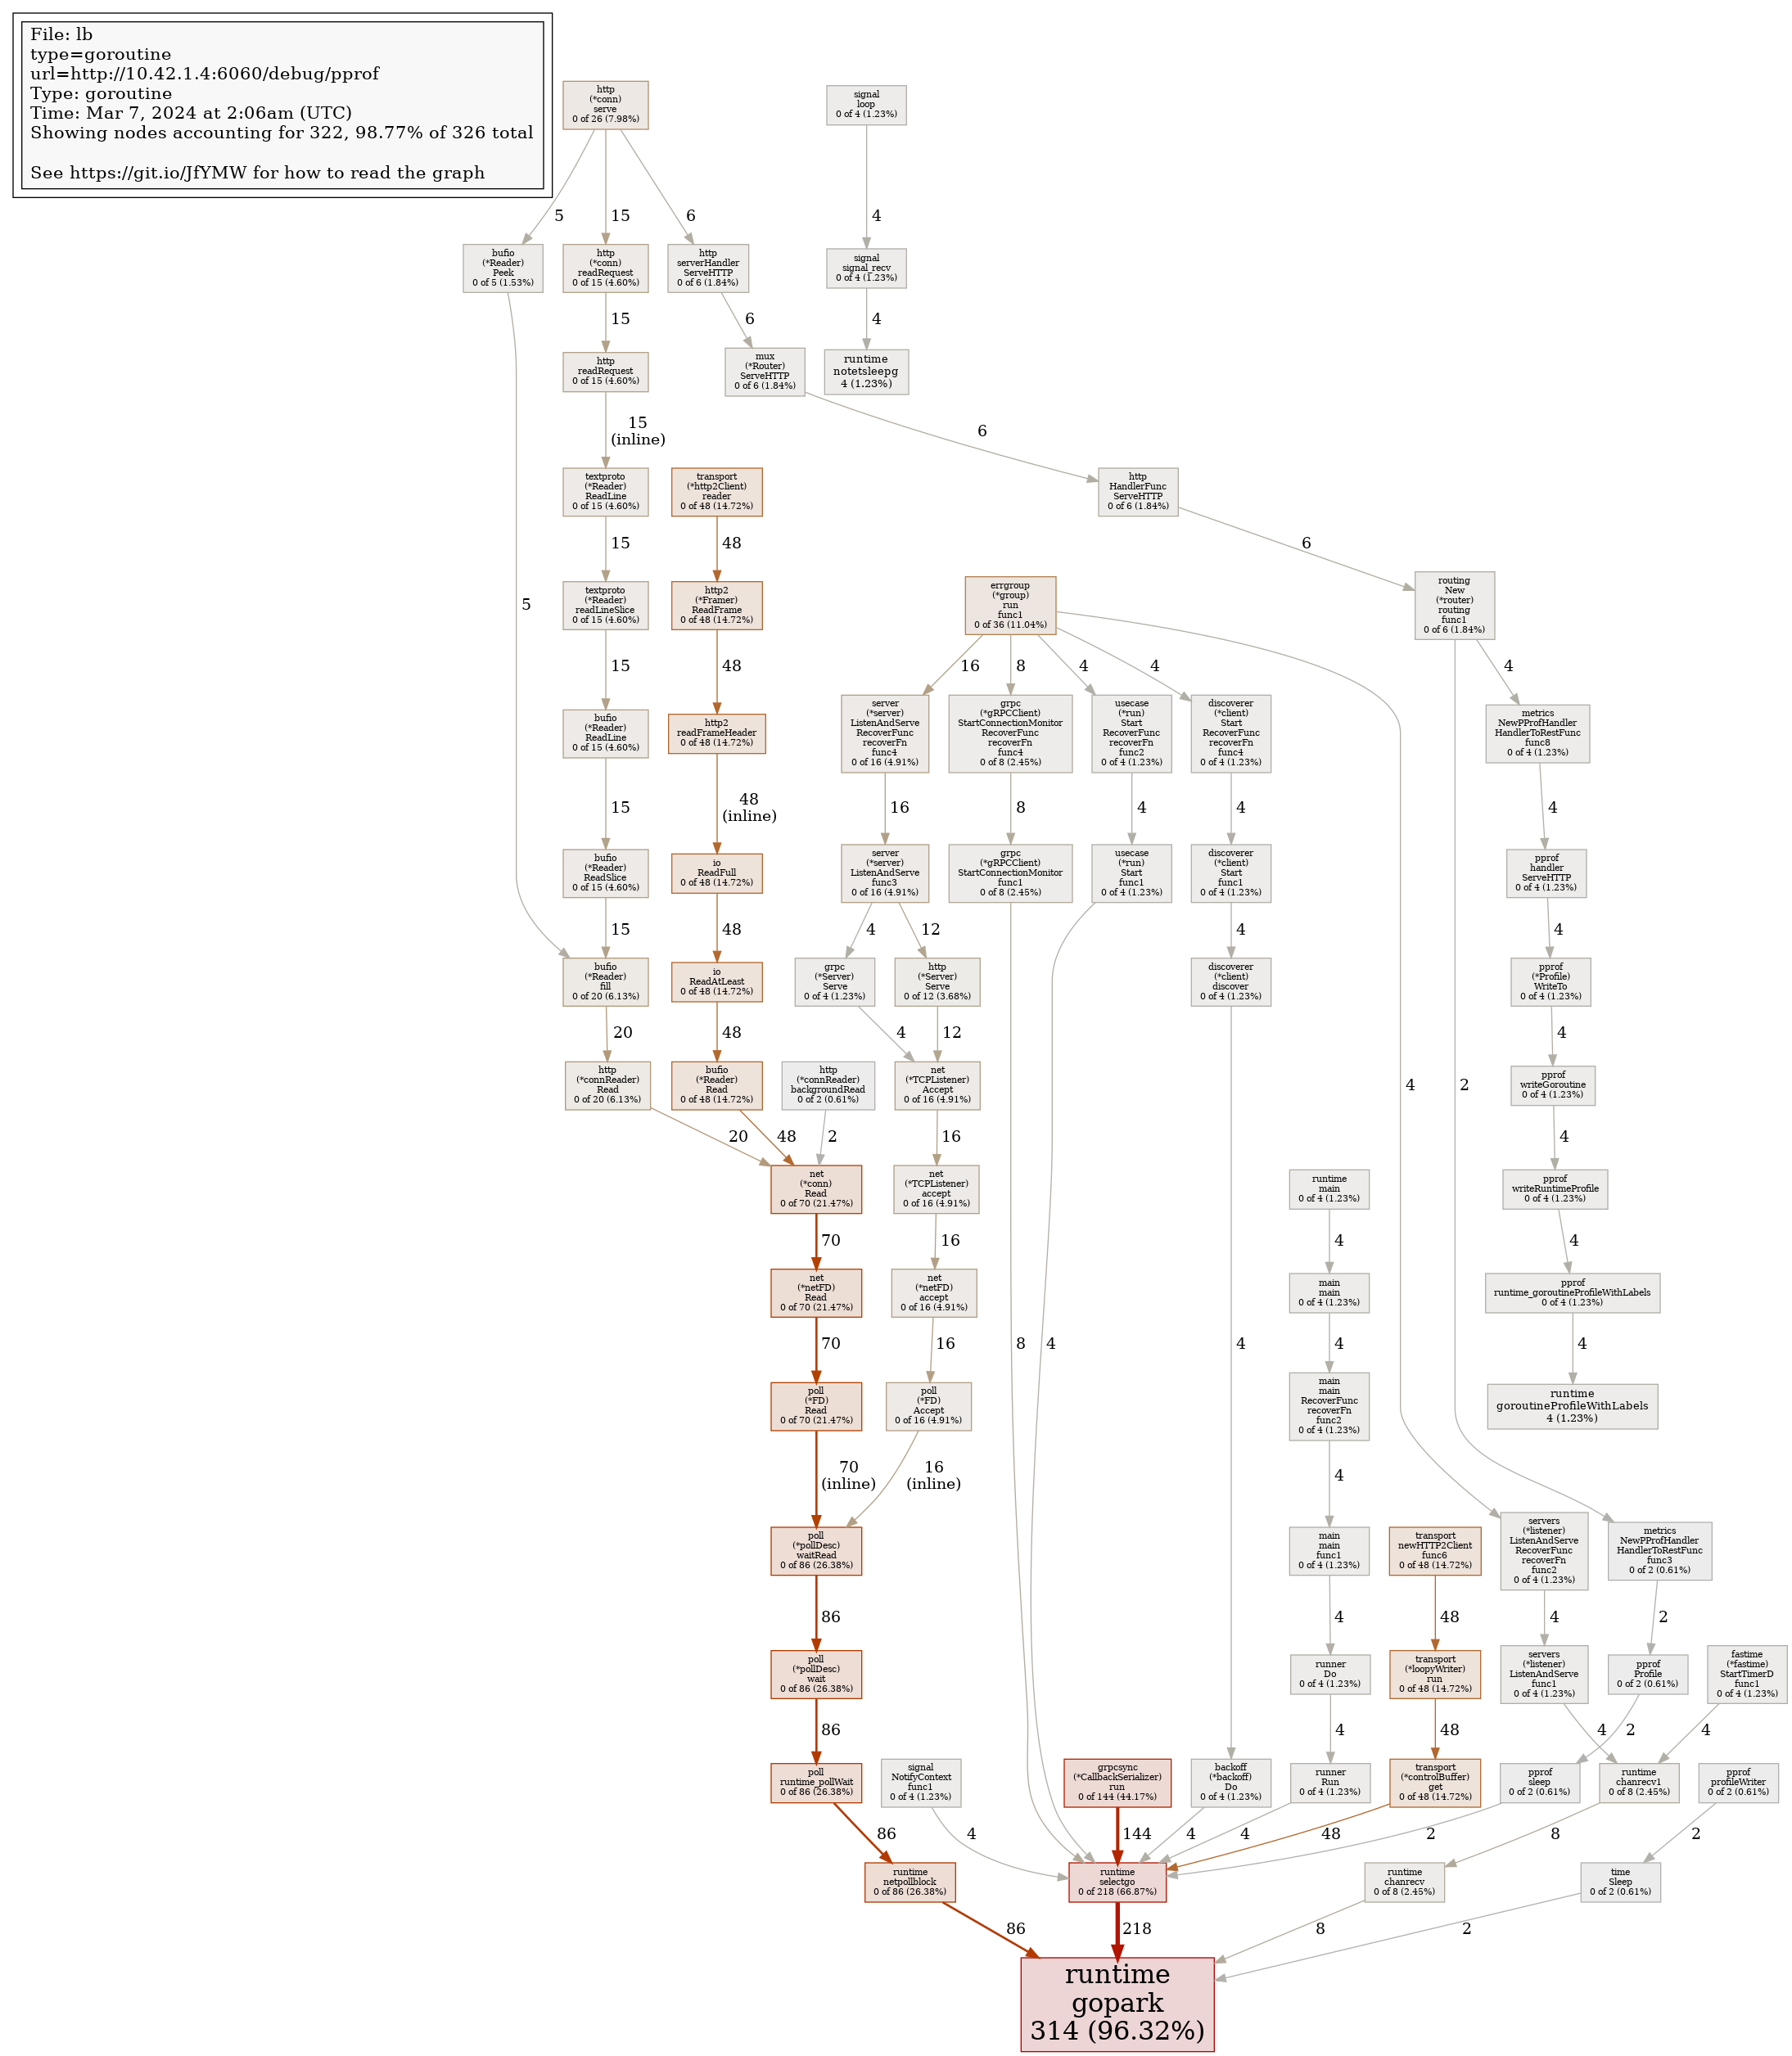 File: lb
type=goroutine
url=http://10.42.1.4:6060/debug/pprof
Type: goroutine
Time: Mar 7, 2024 at 2:06am (UTC)
Showing nodes accounting for 322, 98.77% of 326 total
See https://git.io/JfYMW for how to read the graph
http
(*conn)
serve
0 of 26 (7.98%)
signal
loop
0 of 4 (1.23%)
5
15
6
4
bufio
(*Reader)
Peek
0 of 5 (1.53%)
http
(*conn)
readRequest
0 of 15 (4.60%)
http
serverHandler
ServeHTTP
0 of 6 (1.84%)
signal
signal_recv
0 of 4 (1.23%)
15
6
4
http
readRequest
0 of 15 (4.60%)
mux
(*Router)
ServeHTTP
0 of 6 (1.84%)
runtime
notetsleepg
4 (1.23%)
15
(inline)
6
textproto
(*Reader)
ReadLine
0 of 15 (4.60%)
transport
(*http2Client)
reader
0 of 48 (14.72%)
http
HandlerFunc
ServeHTTP
0 of 6 (1.84%)
15
48
6
5
textproto
(*Reader)
readLineSlice
0 of 15 (4.60%)
http2
(*Framer)
ReadFrame
0 of 48 (14.72%)
errgroup
(*group)
run
func1
0 of 36 (11.04%)
routing
New
(*router)
routing
func1
0 of 6 (1.84%)
15
48
16
8
4
4
4
bufio
(*Reader)
ReadLine
0 of 15 (4.60%)
http2
readFrameHeader
0 of 48 (14.72%)
server
(*server)
ListenAndServe
RecoverFunc
recoverFn
func4
0 of 16 (4.91%)
grpc
(*gRPCClient)
StartConnectionMonitor
RecoverFunc
recoverFn
func4
0 of 8 (2.45%)
usecase
(*run)
Start
RecoverFunc
recoverFn
func2
0 of 4 (1.23%)
discoverer
(*client)
Start
RecoverFunc
recoverFn
func4
0 of 4 (1.23%)
metrics
NewPProfHandler
HandlerToRestFunc
func8
0 of 4 (1.23%)
15
48
(inline)
16
8
4
4
4
bufio
(*Reader)
ReadSlice
0 of 15 (4.60%)
io
ReadFull
0 of 48 (14.72%)
server
(*server)
ListenAndServe
func3
0 of 16 (4.91%)
grpc
(*gRPCClient)
StartConnectionMonitor
func1
0 of 8 (2.45%)
usecase
(*run)
Start
func1
0 of 4 (1.23%)
discoverer
(*client)
Start
func1
0 of 4 (1.23%)
pprof
handler
ServeHTTP
0 of 4 (1.23%)
15
48
4
12
4
4
bufio
(*Reader)
fill
0 of 20 (6.13%)
io
ReadAtLeast
0 of 48 (14.72%)
grpc
(*Server)
Serve
0 of 4 (1.23%)
http
(*Server)
Serve
0 of 12 (3.68%)
discoverer
(*client)
discover
0 of 4 (1.23%)
pprof
(*Profile)
WriteTo
0 of 4 (1.23%)
20
48
4
12
4
http
(*connReader)
Read
0 of 20 (6.13%)
bufio
(*Reader)
Read
0 of 48 (14.72%)
http
(*connReader)
backgroundRead
0 of 2 (0.61%)
net
(*TCPListener)
Accept
0 of 16 (4.91%)
4
2
pprof
writeGoroutine
0 of 4 (1.23%)
20
48
2
16
4
net
(*conn)
Read
0 of 70 (21.47%)
net
(*TCPListener)
accept
0 of 16 (4.91%)
runtime
main
0 of 4 (1.23%)
pprof
writeRuntimeProfile
0 of 4 (1.23%)
70
16
4
4
net
(*netFD)
Read
0 of 70 (21.47%)
net
(*netFD)
accept
0 of 16 (4.91%)
main
main
0 of 4 (1.23%)
pprof
runtime_goroutineProfileWithLabels
0 of 4 (1.23%)
70
16
8
4
4
4
4
poll
(*FD)
Read
0 of 70 (21.47%)
poll
(*FD)
Accept
0 of 16 (4.91%)
main
main
RecoverFunc
recoverFn
func2
0 of 4 (1.23%)
runtime
goroutineProfileWithLabels
4 (1.23%)
70
(inline)
16
(inline)
4
poll
(*pollDesc)
waitRead
0 of 86 (26.38%)
main
main
func1
0 of 4 (1.23%)
transport
newHTTP2Client
func6
0 of 48 (14.72%)
servers
(*listener)
ListenAndServe
RecoverFunc
recoverFn
func2
0 of 4 (1.23%)
metrics
NewPProfHandler
HandlerToRestFunc
func3
0 of 2 (0.61%)
86
4
48
4
2
poll
(*pollDesc)
wait
0 of 86 (26.38%)
runner
Do
0 of 4 (1.23%)
transport
(*loopyWriter)
run
0 of 48 (14.72%)
servers
(*listener)
ListenAndServe
func1
0 of 4 (1.23%)
pprof
Profile
0 of 2 (0.61%)
fastime
(*fastime)
StartTimerD
func1
0 of 4 (1.23%)
86
4
48
4
2
4
poll
runtime_pollWait
0 of 86 (26.38%)
signal
NotifyContext
func1
0 of 4 (1.23%)
grpcsync
(*CallbackSerializer)
run
0 of 144 (44.17%)
backoff
(*backoff)
Do
0 of 4 (1.23%)
runner
Run
0 of 4 (1.23%)
transport
(*controlBuffer)
get
0 of 48 (14.72%)
pprof
sleep
0 of 2 (0.61%)
runtime
chanrecv1
0 of 8 (2.45%)
pprof
profileWriter
0 of 2 (0.61%)
86
4
144
4
4
48
2
8
2
runtime
netpollblock
0 of 86 (26.38%)
runtime
selectgo
0 of 218 (66.87%)
runtime
chanrecv
0 of 8 (2.45%)
time
Sleep
0 of 2 (0.61%)
86
218
8
2
runtime
gopark
314 (96.32%)